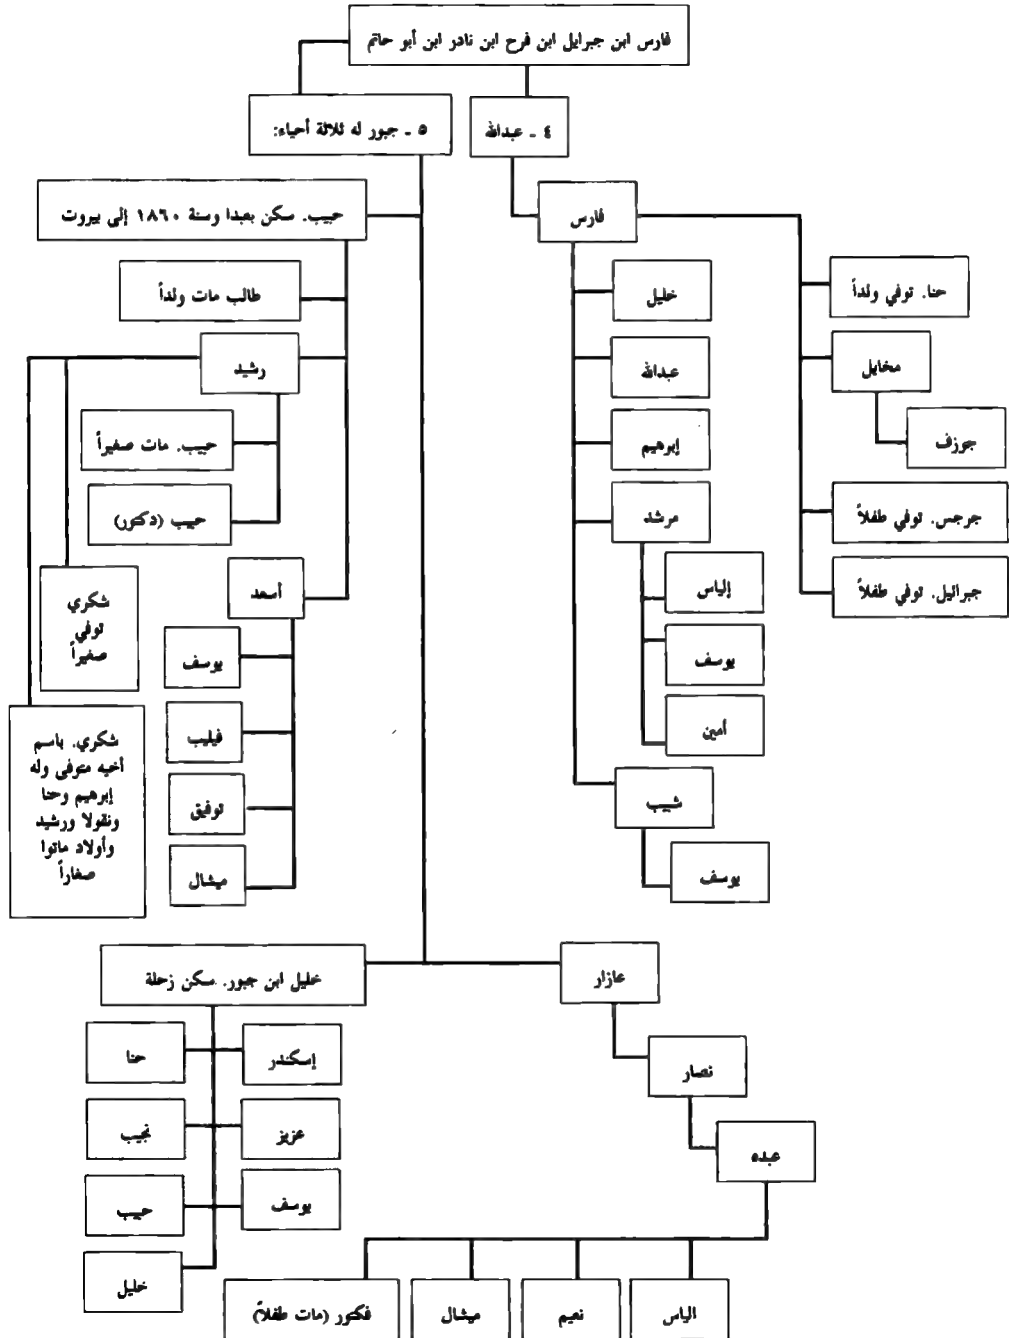 فارس ابن جبرايل ابن فرح ابن نادر ابن أبو حاتم
٤ ـ عبدالله
٥ ـ جبور له ثلاثة أحياء:
فارس
حنا. توفي ولداً
مخايل
جوزف
جرجس. توفي طفلاً
جبرائيل. توفي طفلاً
خليل
عبدالله
إبرهيم
مرشد
إلياس
يوسف
أمين
شبيب
يوسف
حبيب. سكن بعبدا وسنة ١٨٦٠ إلى بيروت
طالب مات ولداً
رشيد
حبيب. مات صغيراً
حبيب (دكتور)
شكري
توفي
صغيراً
شكري. باسم
أخيه متوفى وله
إبرهيم وحنا
ونقولا ورشيد
وأولاد ماتوا
صغاراً
أسعد
يوسف
فيليب
توفيق
ميشال
عازار
نصار
عبده
الياس
نعيم
ميشال
فكتور (مات طفلاً)
خليل ابن جبور. سكن زحلة
إسكندر
حنا
عزيز
نجيب
يوسف
حبيب
خليل